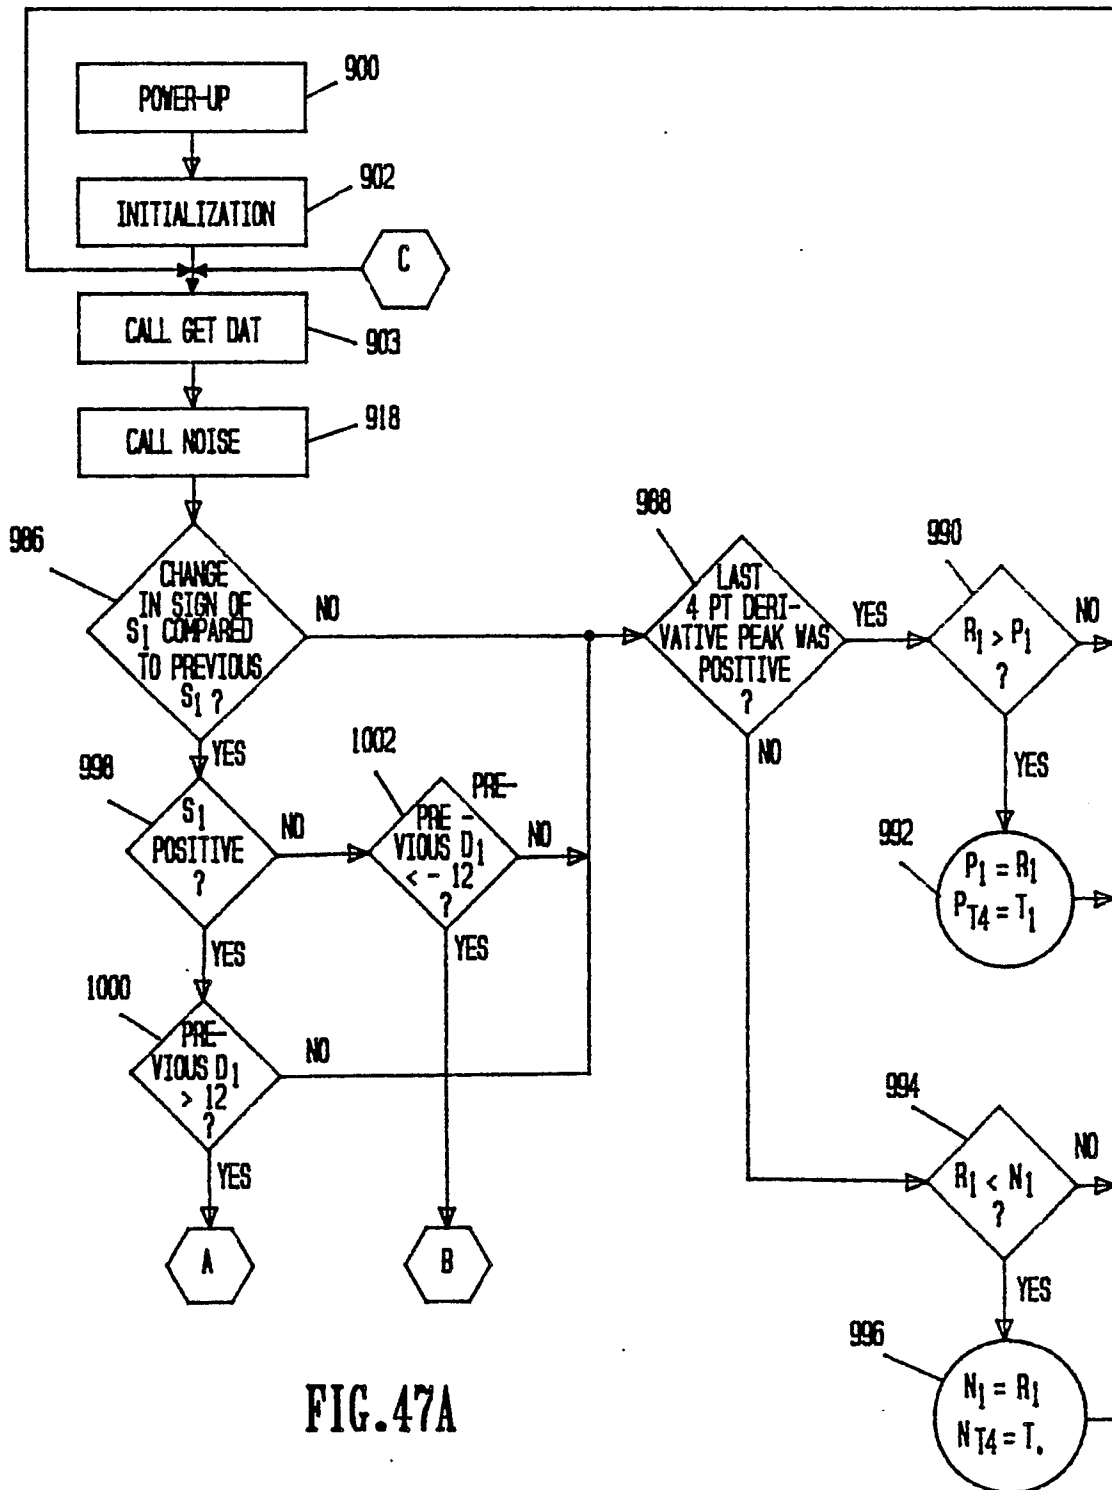 900
POWER-UP
902
INITIALIZATION
C
CALL GET DAT
903
CALL NOISE
918
986
CHANGE
IN SIGN OF
S1 COMPARED
TO PREVIOUS
S1 ?
NO
YES
988
LAST
4 PT DERI-
VATIVE PEAK WAS
POSITIVE
?
YES
NO
990
R1 > P1
?
NO
YES
992
P1 = R1
PT4 = T1
998
S1
POSITIVE
?
NO
YES
1002
PRE-
PRE -
VIOUS D1
< - 12
?
NO
YES
1000
PRE-
VIOUS D1
> 12
?
NO
YES
A
B
994
R1 < N1
?
NO
YES
996
N1 = R1
NT4 = T.
FIG.47A